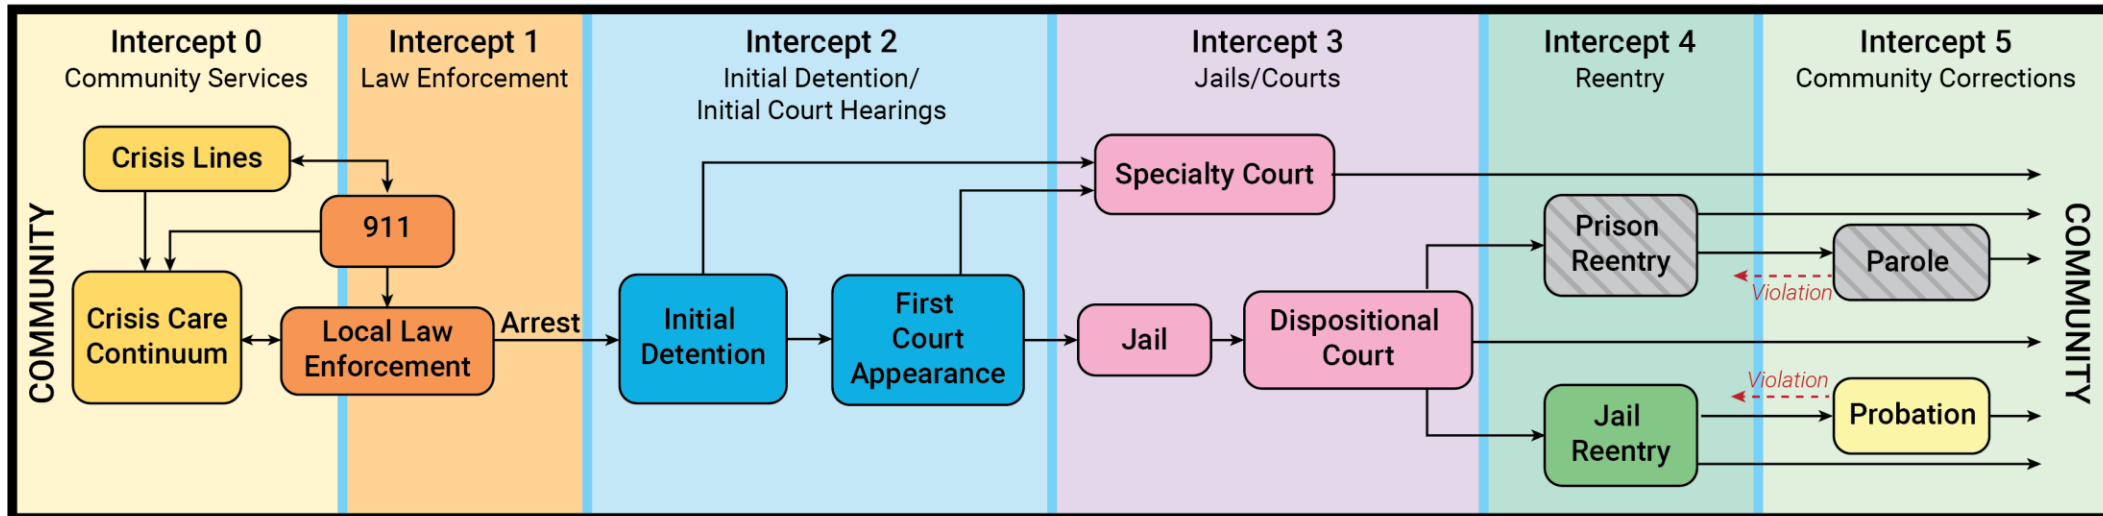 Intercept 0
Community Services
Intercept 1
Law Enforcement
Intercept 2
Initial Detention/
Initial Court Hearings
Intercept 3
Jails/Courts
Intercept 4
Reentry
Intercept 5
Community Corrections
COMMUNITY
Crisis Lines
911
Crisis Care
Continuum
Local Law
Enforcement
Arrest
Initial
Detention
First
Court
Appearance
Specialty Court
Jail
Dispositional
Court
Prison
Reentry
Parole
Violation
Violation
Jail
Reentry
Probation
COMMUNITY